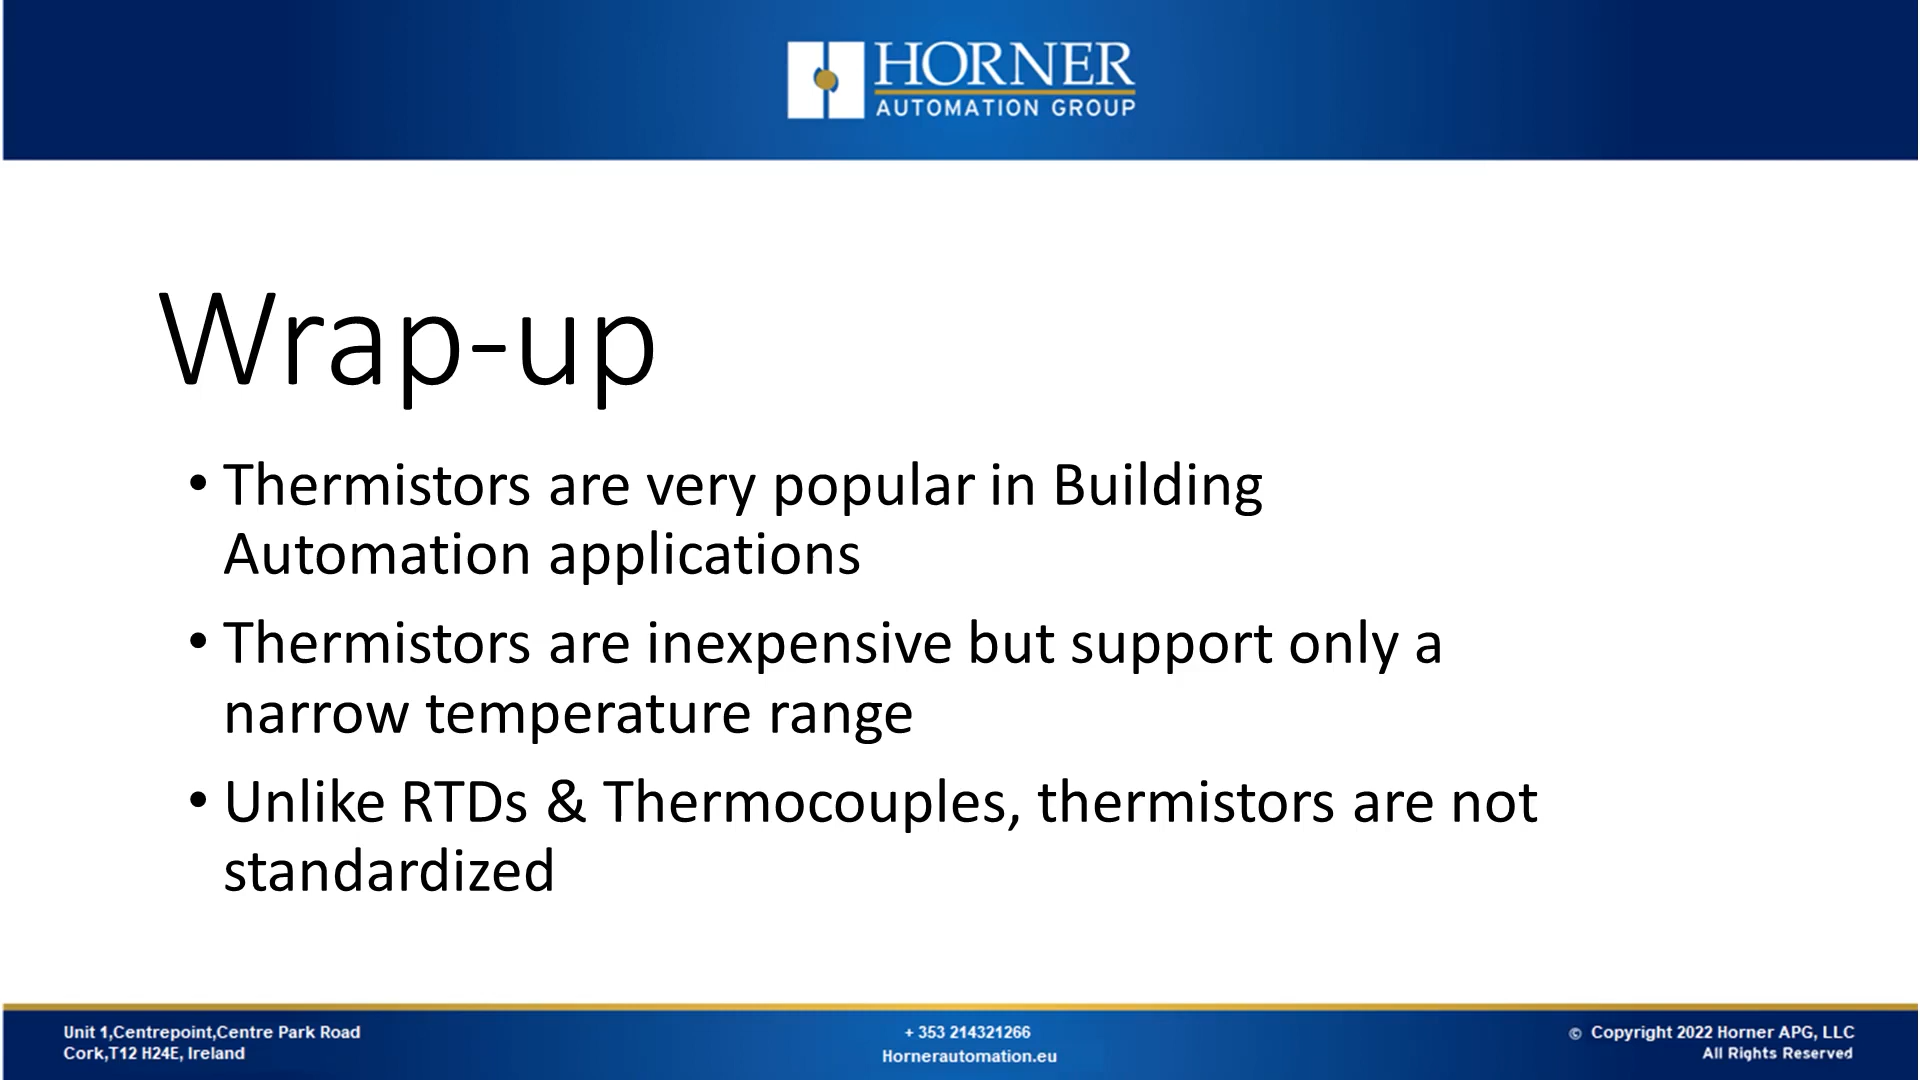 HORNER
AUTOMATION GROUP
Wrap-up
• Thermistors are very popular in Building
Automation applications
• Thermistors are inexpensive but support only a
narrow temperature range
• Unlike RTDs & Thermocouples, thermistors are not
standardized
Unit 1,Centrepoint,Centre Park Road
Cork,T12 H24E, Ireland
+ 353 214321266
Hornerautomation.eu
© Copyright 2022 Horner APG, LLC
All Rights Reserved